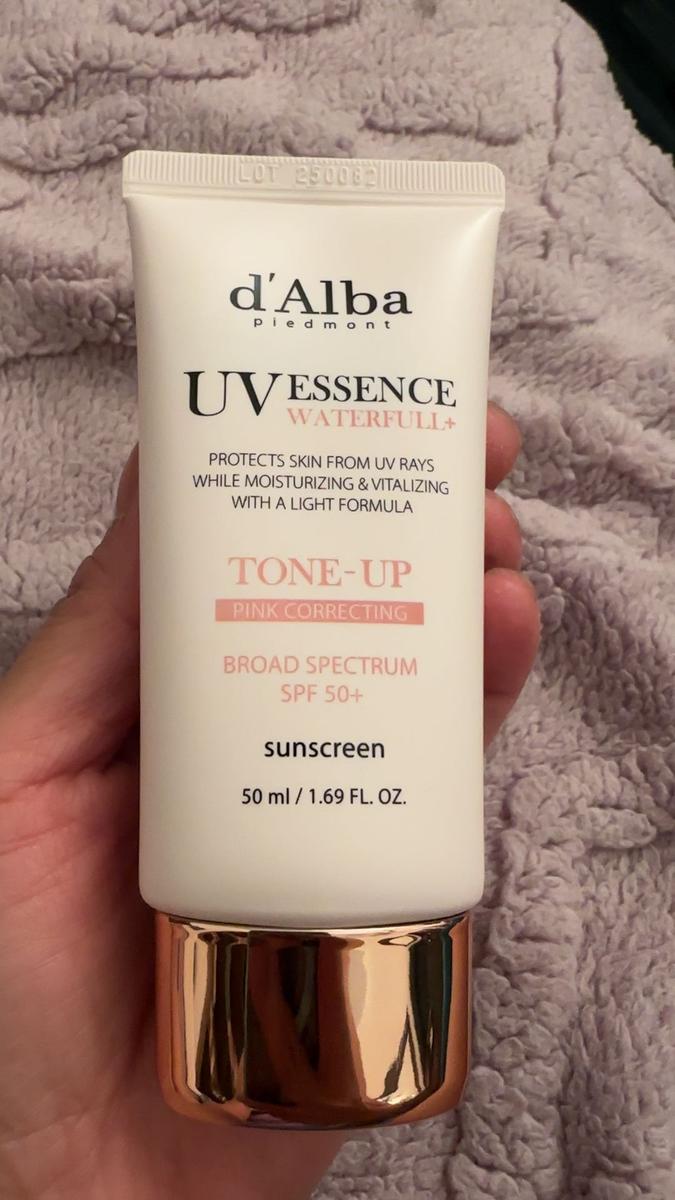 LOT 250082
d'Alba
piedmont
UV ESSENCE
WATERFULL+
PROTECTS SKIN FROM UV RAYS
WHILE MOISTURIZING & VITALIZING
WITH A LIGHT FORMULA
TONE-UP
PINK CORRECTING
BROAD SPECTRUM
SPF 50+
sunscreen
50 ml / 1.69 FL. OZ.